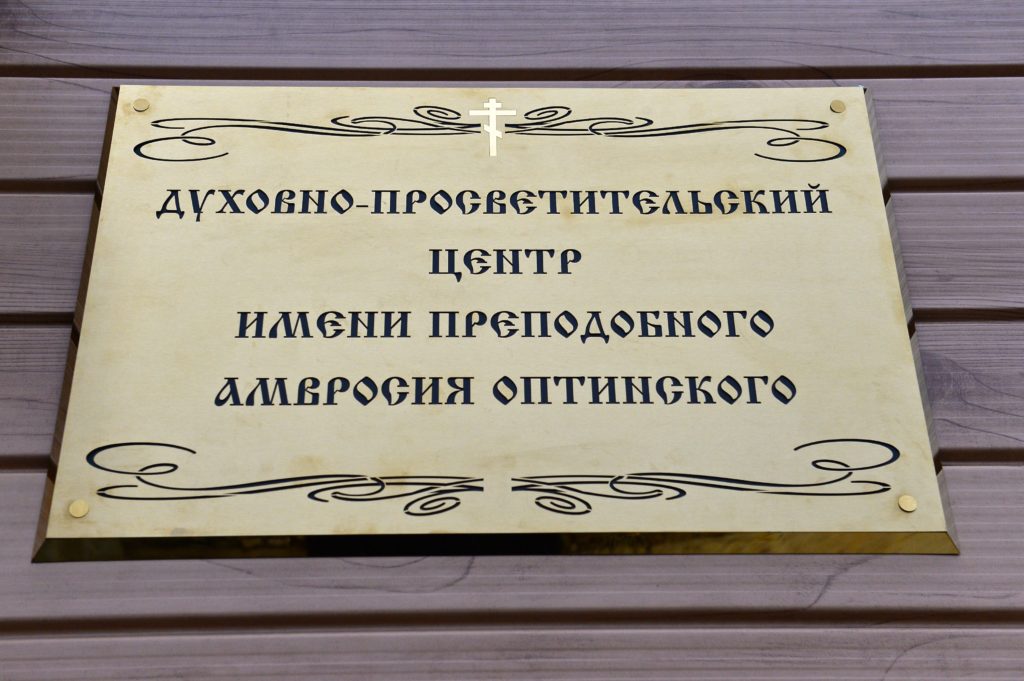 ДУХОВНО-ПРОСВЕТИТЕЛЬСКИЙ
ЦЕНТР
ИМЕНИ ПРЕПОДОБНОГО
АМВРОСИЯ ОПТИНСКОГО